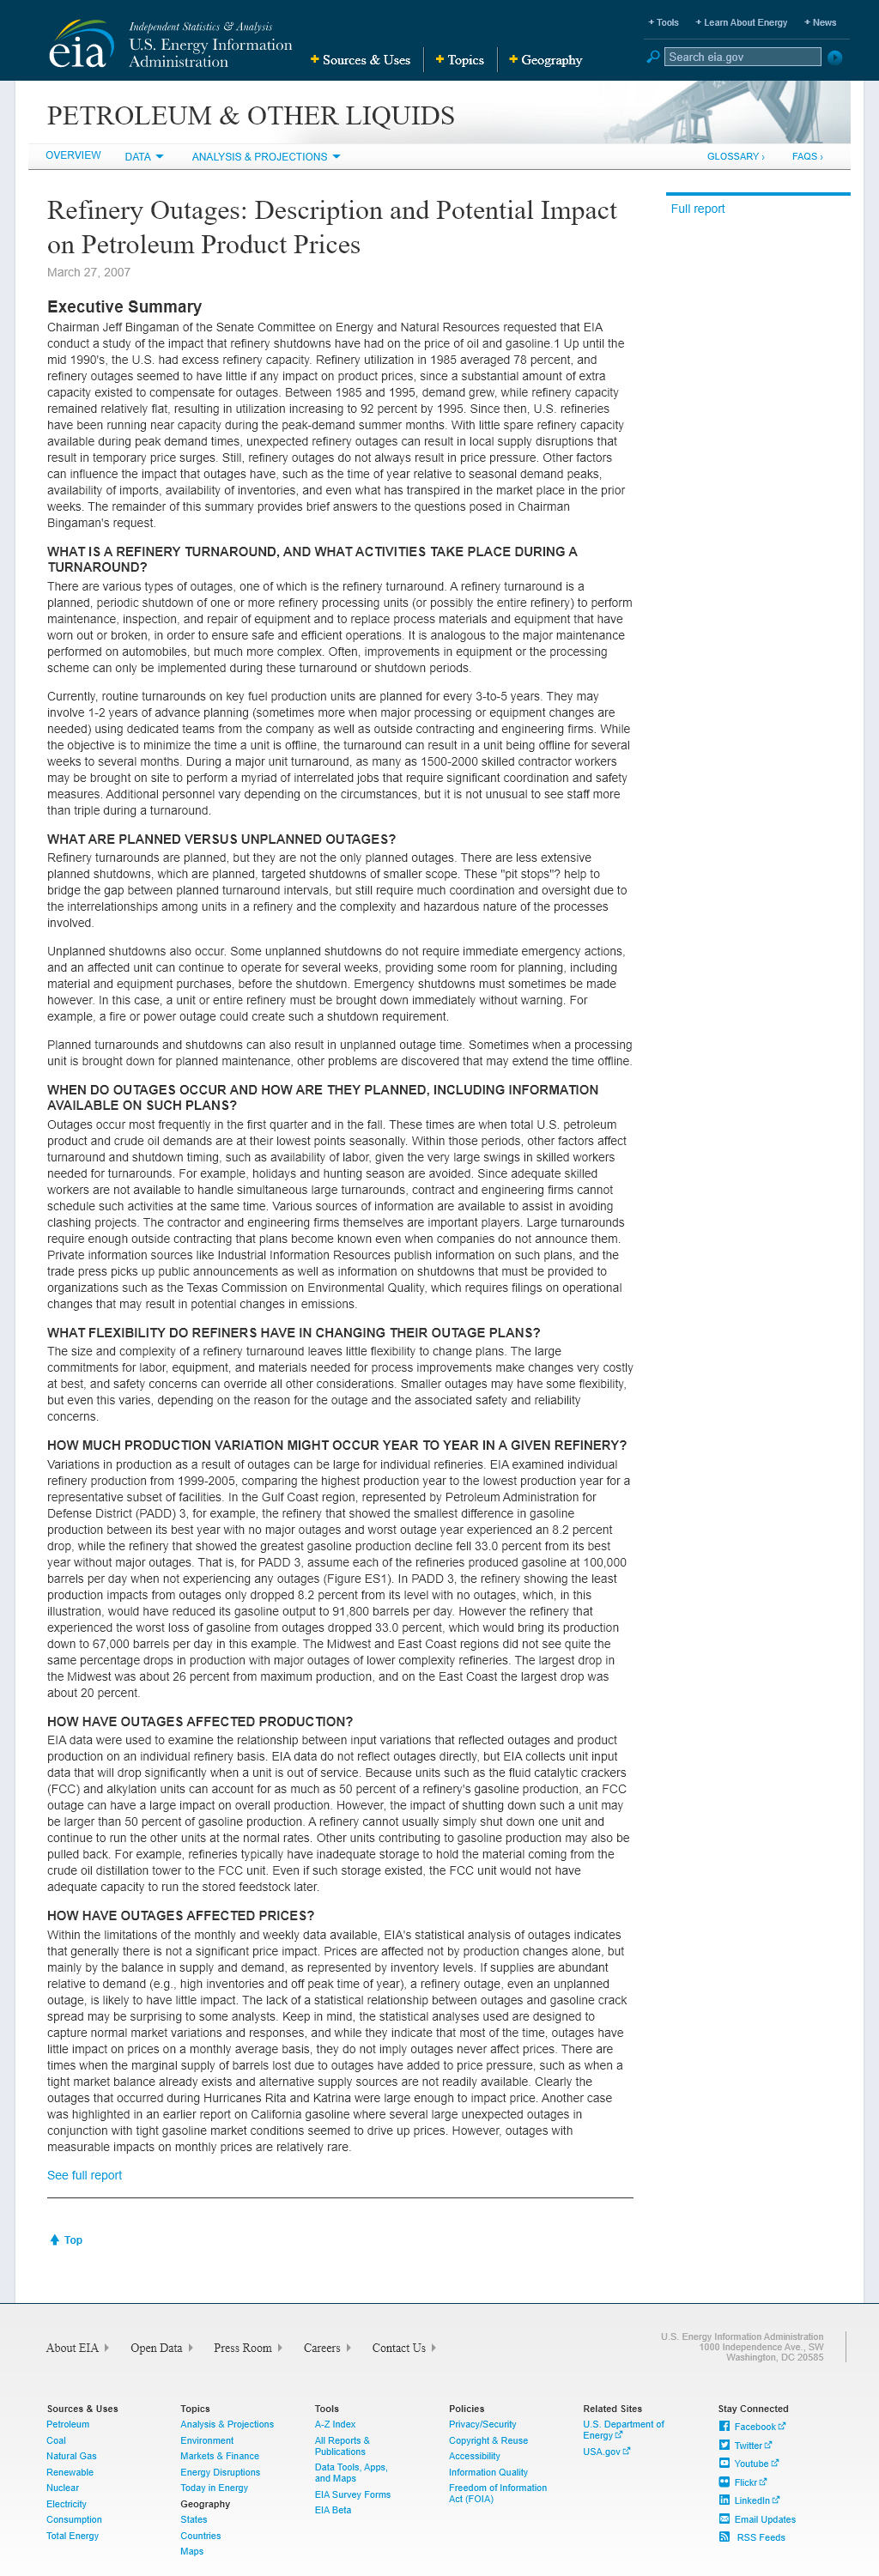 Independent Statistics & Analysis
U.S. Energy Information
Administration
Sources & Uses
Topics
Geography
Tools
Learn About Energy
News
Search eia.gov
PETROLEUM & OTHER LIQUIDS
OVERVIEW
DATA
ANALYSIS & PROJECTIONS
GLOSSARY ›
FAQS ›
Refinery Outages: Description and Potential Impact
on Petroleum Product Prices
March 27, 2007
Full report
Executive Summary
Chairman Jeff Bingaman of the Senate Committee on Energy and Natural Resources requested that EIA
conduct a study of the impact that refinery shutdowns have had on the price of oil and gasoline.1 Up until the
mid 1990's, the U.S. had excess refinery capacity. Refinery utilization in 1985 averaged 78 percent, and
refinery outages seemed to have little if any impact on product prices, since a substantial amount of extra
capacity existed to compensate for outages. Between 1985 and 1995, demand grew, while refinery capacity
remained relatively flat, resulting in utilization increasing to 92 percent by 1995. Since then, U.S. refineries
have been running near capacity during the peak-demand summer months. With little spare refinery capacity
available during peak demand times, unexpected refinery outages can result in local supply disruptions that
result in temporary price surges. Still, refinery outages do not always result in price pressure. Other factors
can influence the impact that outages have, such as the time of year relative to seasonal demand peaks,
availability of imports, availability of inventories, and even what has transpired in the market place in the prior
weeks. The remainder of this summary provides brief answers to the questions posed in Chairman
Bingaman's request.
WHAT IS A REFINERY TURNAROUND, AND WHAT ACTIVITIES TAKE PLACE DURING A
TURNAROUND?
There are various types of outages, one of which is the refinery turnaround. A refinery turnaround is a
planned, periodic shutdown of one or more refinery processing units (or possibly the entire refinery) to perform
maintenance, inspection, and repair of equipment and to replace process materials and equipment that have
worn out or broken, in order to ensure safe and efficient operations. It is analogous to the major maintenance
performed on automobiles, but much more complex. Often, improvements in equipment or the processing
scheme can only be implemented during these turnaround or shutdown periods.
Currently, routine turnarounds on key fuel production units are planned for every 3-to-5 years. They may
involve 1-2 years of advance planning (sometimes more when major processing or equipment changes are
needed) using dedicated teams from the company as well as outside contracting and engineering firms. While
the objective is to minimize the time a unit is offline, the turnaround can result in a unit being offline for several
weeks to several months. During a major unit turnaround, as many as 1500-2000 skilled contractor workers
may be brought on site to perform a myriad of interrelated jobs that require significant coordination and safety
measures. Additional personnel vary depending on the circumstances, but it is not unusual to see staff more
than triple during a turnaround.
WHAT ARE PLANNED VERSUS UNPLANNED OUTAGES?
Refinery turnarounds are planned, but they are not the only planned outages. There are less extensive
planned shutdowns, which are planned, targeted shutdowns of smaller scope. These "pit stops"? help to
bridge the gap between planned turnaround intervals, but still require much coordination and oversight due to
the interrelationships among units in a refinery and the complexity and hazardous nature of the processes
involved.
Unplanned shutdowns also occur. Some unplanned shutdowns do not require immediate emergency actions,
and an affected unit can continue to operate for several weeks, providing some room for planning, including
material and equipment purchases, before the shutdown. Emergency shutdowns must sometimes be made
however. In this case, a unit or entire refinery must be brought down immediately without warning. For
example, a fire or power outage could create such a shutdown requirement.
Planned turnarounds and shutdowns can also result in unplanned outage time. Sometimes when a processing
unit is brought down for planned maintenance, other problems are discovered that may extend the time offline.
WHEN DO OUTAGES OCCUR AND HOW ARE THEY PLANNED, INCLUDING INFORMATION
AVAILABLE ON SUCH PLANS?
Outages occur most frequently in the first quarter and in the fall. These times are when total U.S. petroleum
product and crude oil demands are at their lowest points seasonally. Within those periods, other factors affect
turnaround and shutdown timing, such as availability of labor, given the very large swings in skilled workers
needed for turnarounds. For example, holidays and hunting season are avoided. Since adequate skilled
workers are not available to handle simultaneous large turnarounds, contract and engineering firms cannot
schedule such activities at the same time. Various sources of information are available to assist in avoiding
clashing projects. The contractor and engineering firms themselves are important players. Large turnarounds
require enough outside contracting that plans become known even when companies do not announce them.
Private information sources like Industrial Information Resources publish information on such plans, and the
trade press picks up public announcements as well as information on shutdowns that must be provided to
organizations such as the Texas Commission on Environmental Quality, which requires filings on operational
changes that may result in potential changes in emissions.
WHAT FLEXIBILITY DO REFINERS HAVE IN CHANGING THEIR OUTAGE PLANS?
The size and complexity of a refinery turnaround leaves little flexibility to change plans. The large
commitments for labor, equipment, and materials needed for process improvements make changes very costly
at best, and safety concerns can override all other considerations. Smaller outages may have some flexibility,
but even this varies, depending on the reason for the outage and the associated safety and reliability
concerns.
HOW MUCH PRODUCTION VARIATION MIGHT OCCUR YEAR TO YEAR IN A GIVEN REFINERY?
Variations in production as a result of outages can be large for individual refineries. EIA examined individual
refinery production from 1999-2005, comparing the highest production year to the lowest production year for a
representative subset of facilities. In the Gulf Coast region, represented by Petroleum Administration for
Defense District (PADD) 3, for example, the refinery that showed the smallest difference in gasoline
production between its best year with no major outages and worst outage year experienced an 8.2 percent
drop, while the refinery that showed the greatest gasoline production decline fell 33.0 percent from its best
year without major outages. That is, for PADD 3, assume each of the refineries produced gasoline at 100,000
barrels per day when not experiencing any outages (Figure ES1). In PADD 3, the refinery showing the least
production impacts from outages only dropped 8.2 percent from its level with no outages, which, in this
illustration, would have reduced its gasoline output to 91,800 barrels per day. However the refinery that
experienced the worst loss of gasoline from outages dropped 33.0 percent, which would bring its production
down to 67,000 barrels per day in this example. The Midwest and East Coast regions did not see quite the
same percentage drops in production with major outages of lower complexity refineries. The largest drop in
the Midwest was about 26 percent from maximum production, and on the East Coast the largest drop was
about 20 percent.
HOW HAVE OUTAGES AFFECTED PRODUCTION?
EIA data were used to examine the relationship between input variations that reflected outages and product
production on an individual refinery basis. EIA data do not reflect outages directly, but EIA collects unit input
data that will drop significantly when a unit is out of service. Because units such as the fluid catalytic crackers
(FCC) and alkylation units can account for as much as 50 percent of a refinery's gasoline production, an FCC
outage can have a large impact on overall production. However, the impact of shutting down such a unit may
be larger than 50 percent of gasoline production. A refinery cannot usually simply shut down one unit and
continue to run the other units at the normal rates. Other units contributing to gasoline production may also be
pulled back. For example, refineries typically have inadequate storage to hold the material coming from the
crude oil distillation tower to the FCC unit. Even if such storage existed, the FCC unit would not have
adequate capacity to run the stored feedstock later.
HOW HAVE OUTAGES AFFECTED PRICES?
Within the limitations of the monthly and weekly data available, EIA's statistical analysis of outages indicates
that generally there is not a significant price impact. Prices are affected not by production changes alone, but
mainly by the balance in supply and demand, as represented by inventory levels. If supplies are abundant
relative to demand (e.g., high inventories and off peak time of year), a refinery outage, even an unplanned
outage, is likely to have little impact. The lack of a statistical relationship between outages and gasoline crack
spread may be surprising to some analysts. Keep in mind, the statistical analyses used are designed to
capture normal market variations and responses, and while they indicate that most of the time, outages have
little impact on prices on a monthly average basis, they do not imply outages never affect prices. There are
times when the marginal supply of barrels lost due to outages have added to price pressure, such as when a
tight market balance already exists and alternative supply sources are not readily available. Clearly the
outages that occurred during Hurricanes Rita and Katrina were large enough to impact price. Another case
was highlighted in an earlier report on California gasoline where several large unexpected outages in
conjunction with tight gasoline market conditions seemed to drive up prices. However, outages with
measurable impacts on monthly prices are relatively rare.
See full report
Top
About EIA
Open Data
Press Room
Careers
Contact Us
U.S. Energy Information Administration
1000 Independence Ave., SW
Washington, DC 20585
Sources & Uses
Petroleum
Coal
Natural Gas
Renewable
Nuclear
Electricity
Consumption
Total Energy
Topics
Analysis & Projections
Environment
Markets & Finance
Energy Disruptions
Today in Energy
Geography
States
Countries
Maps
Tools
A-Z Index
All Reports &
Publications
Data Tools, Apps,
and Maps
EIA Survey Forms
EIA Beta
Policies
Privacy/Security
Copyright & Reuse
Accessibility
Information Quality
Freedom of Information
Act (FOIA)
Related Sites
U.S. Department of
Energy
USA.gov
Stay Connected
Facebook
Twitter
Youtube
Flickr
LinkedIn
Email Updates
RSS Feeds
eia